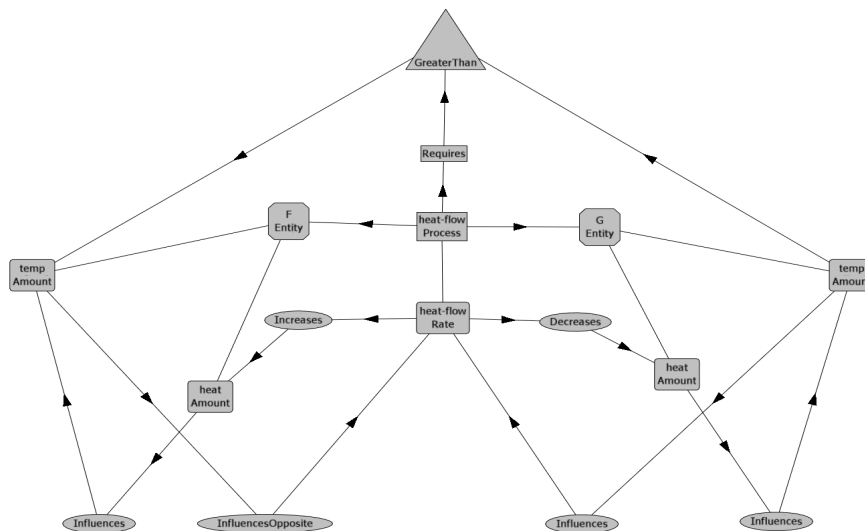 GreaterThan
Requires
F
Entity
heat-flow
Process
G
Entity
temp
Amount
temp
Amount
Increases
heat-flow
Rate
Decreases
heat
Amount
heat
Amount
Influences
InfluencesOpposite
Influences
Influences